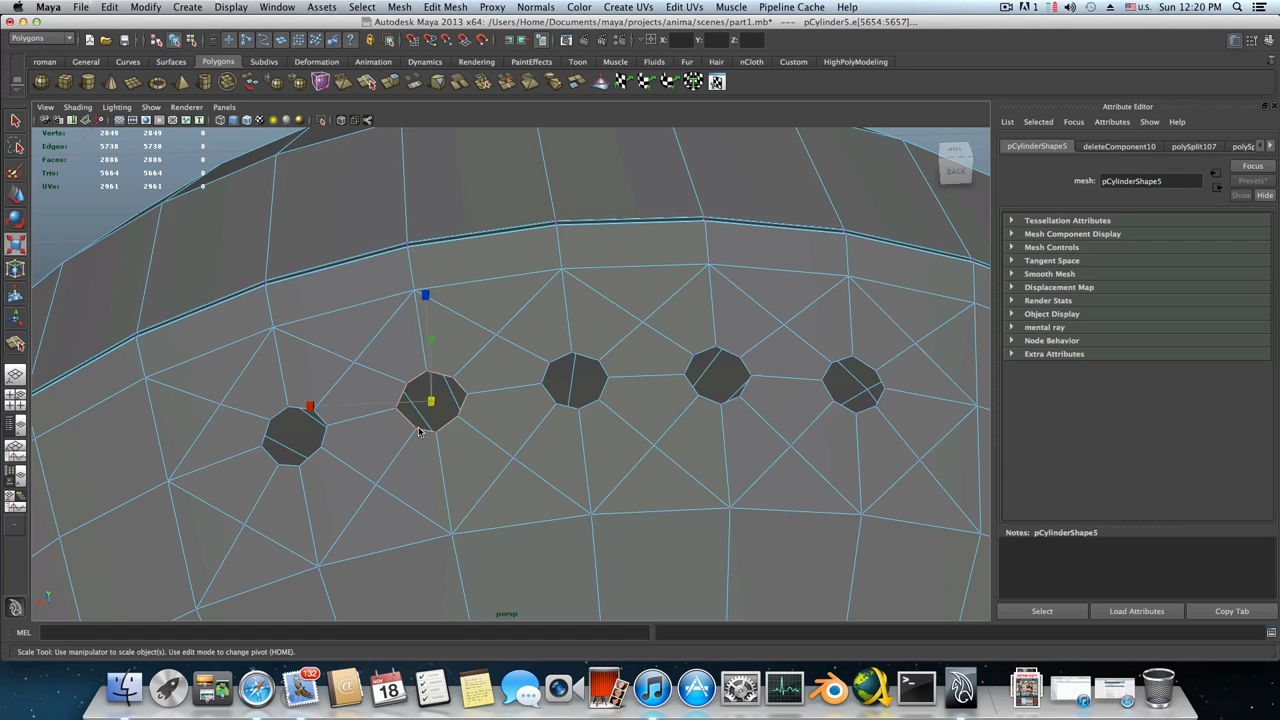 Maya File Edit Modify Create Display Window Assets Select Mesh Edit Mesh Proxy Normals Color Create UVs Edit UVs Muscle Pipeline Cache Help 1 U.S. Sun 12:20 PM
Autodesk Maya 2013 x64: /Users/Home/Documents/maya/projects/anima/scenes/part1.mb* --- pCylinder5.e[5654:5657]...
Polygons X: Y: Z:
roman General Curves Surfaces Polygons Subdivs Deformation Animation Dynamics Rendering PaintEffects Toon Muscle Fluids Fur Hair nCloth Custom HighPolyModeling
View Shading Lighting Show Renderer Panels
Attribute Editor
List Selected Focus Attributes Show Help
Verts: 2849 2849 0
Edges: 5738 5738 8
Faces: 2886 2886 0
Tris: 5664 5664 0
UVs: 2961 2961 0
pCylinderShape5 deleteComponent10 polySplit107
BACK
Focus
mesh: pCylinderShape5
Presets*
Show Hide
Tessellation Attributes
Mesh Component Display
Mesh Controls
Tangent Space
Smooth Mesh
Displacement Map
Render Stats
Object Display
mental ray
Node Behavior
Extra Attributes
Notes: pCylinderShape5
persp
Select Load Attributes Copy Tab
MEL
Scale Tool: Use manipulator to scale object(s). Use edit mode to change pivot (HOME).
132
NOV
18